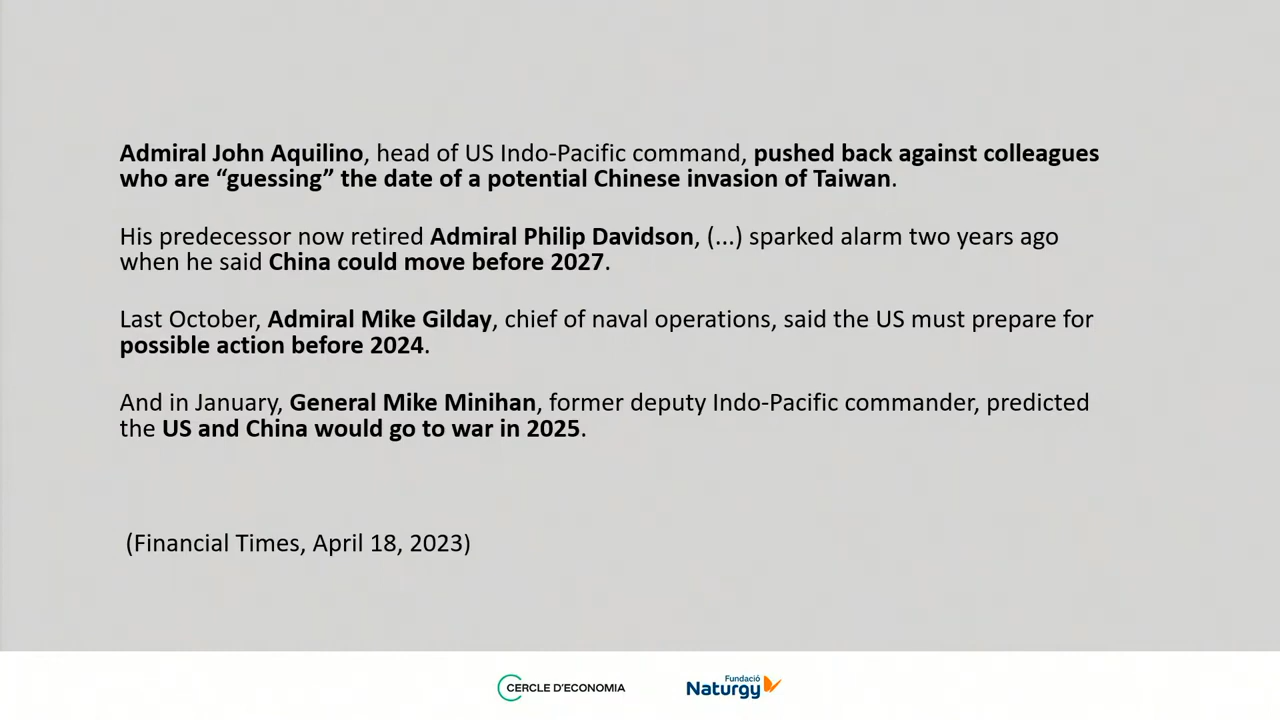 Admiral John Aquilino, head of US Indo-Pacific command, pushed back against colleagues
who are “guessing” the date of a potential Chinese invasion of Taiwan.
His predecessor now retired Admiral Philip Davidson, (...) sparked alarm two years ago
when he said China could move before 2027.
Last October, Admiral Mike Gilday, chief of naval operations, said the US must prepare for
possible action before 2024.
And in January, General Mike Minihan, former deputy Indo-Pacific commander, predicted
the US and China would go to war in 2025.
(Financial Times, April 18, 2023)
CERCLE D'ECONOMIA
Fundació
Naturgy